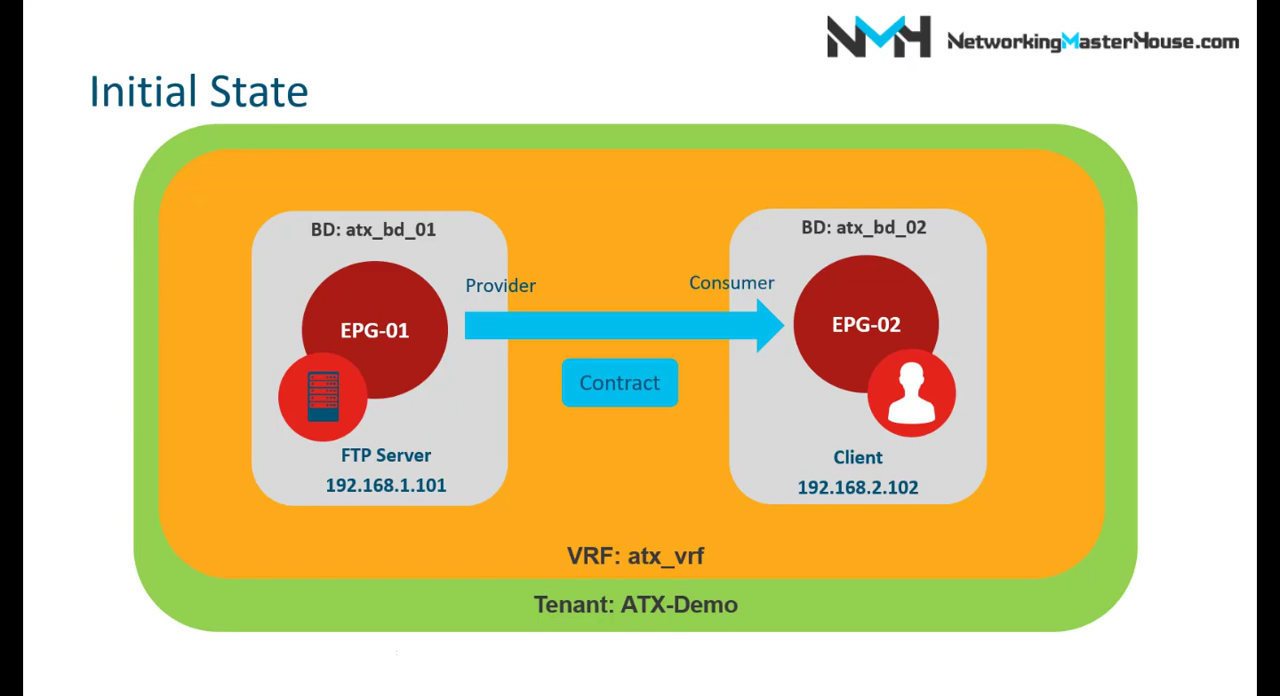 NMH NetworkingMasterHouse.com
Initial State
BD: atx_bd_01
BD: atx_bd_02
Provider
Consumer
EPG-01
EPG-02
Contract
FTP Server
192.168.1.101
Client
192.168.2.102
VRF: atx_vrf
Tenant: ATX-Demo